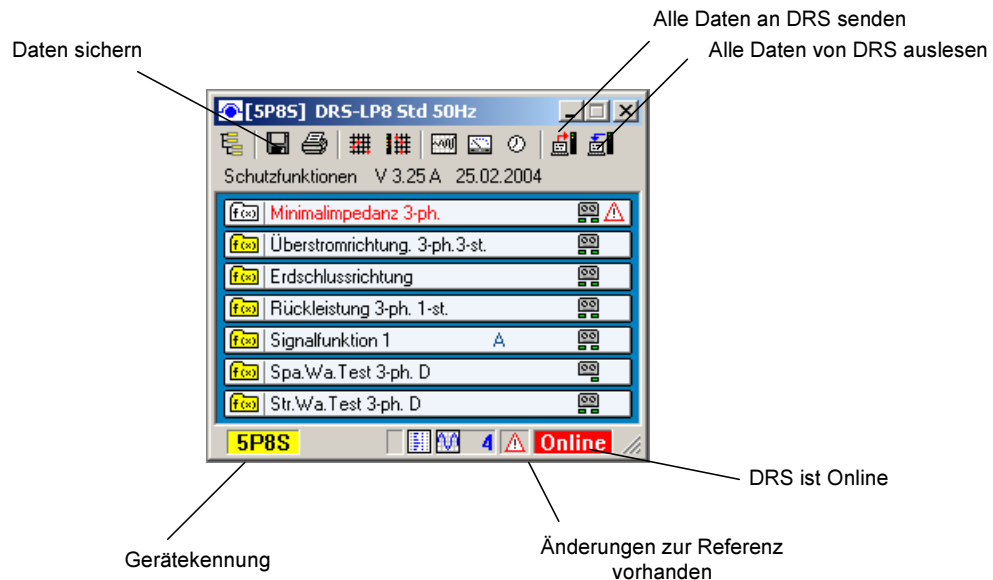 Alle Daten an DRS senden
Daten sichern
Alle Daten von DRS auslesen
[5P8S] DRS-LP8 Std 50Hz
Schutzfunktionen V 3.25 A 25.02.2004
f(x) Minimalimpedanz 3-ph.
f(x) Überstromrichtung. 3-ph.3-st.
f(x) Erdschlussrichtung
f(x) Rückleistung 3-ph. 1-st.
f(x) Signalfunktion 1 A
f(x) Spa.Wa.Test 3-ph. D
f(x) Str.Wa.Test 3-ph. D
5P8S 4 Online
DRS ist Online
Gerätekennung
Änderungen zur Referenz
vorhanden